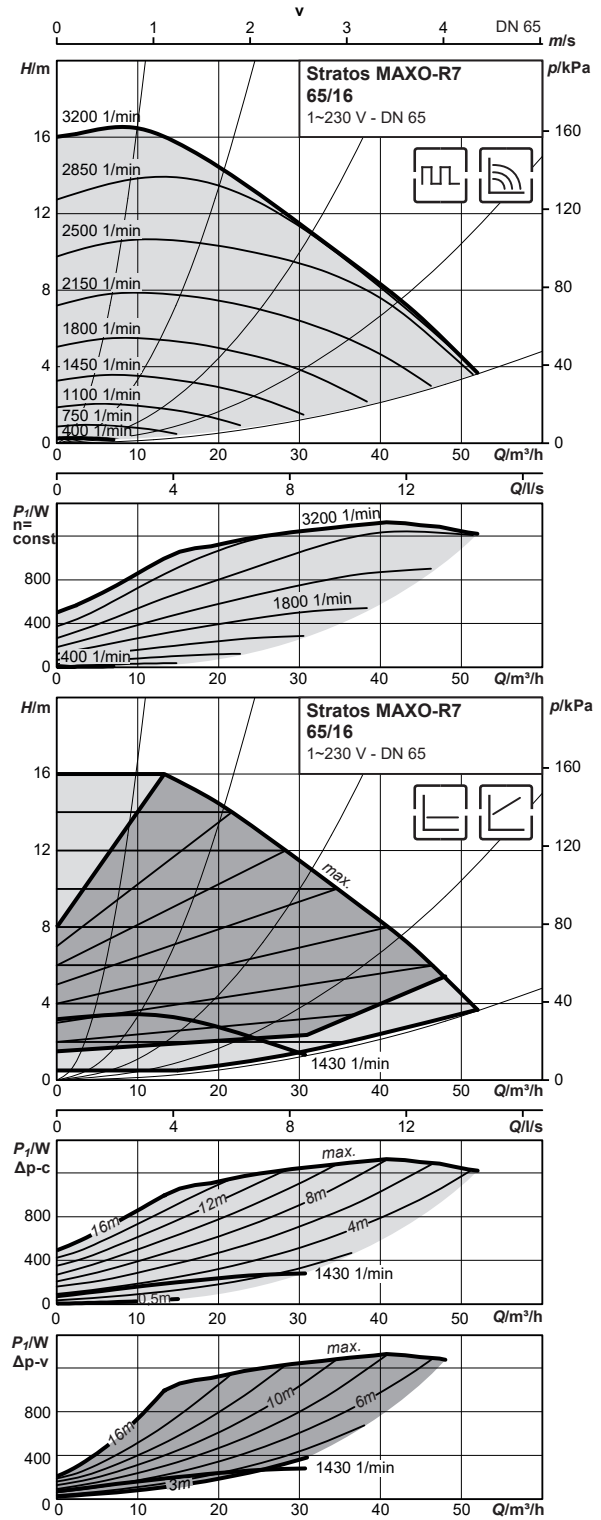 v
0 1 2 3 4 DN 65
m/s
H/m p/kPa
Stratos MAXO-R7
65/16
1~230 V - DN 65
3200 1/min
16 160
2850 1/min
12 120
2500 1/min
8 80
2150 1/min
1800 1/min
4 40
1450 1/min
1100 1/min
750 1/min
400 1/min
0 0
0 10 20 30 40 50 Q/m³/h
0 4 8 12 Q/l/s
P₁/W
n=
const
3200 1/min
800
1800 1/min
400
400 1/min
0
0 10 20 30 40 50 Q/m³/h
H/m p/kPa
Stratos MAXO-R7
65/16
1~230 V - DN 65
16 160
12 120
max.
8 80
4 40
1430 1/min
0 0
0 10 20 30 40 50 Q/m³/h
0 4 8 12 Q/l/s
P₁/W
Δp-c
max.
16m 12m 8m 4m
800
400
1430 1/min
0,5m
0
0 10 20 30 40 50 Q/m³/h
P₁/W
Δp-v
max.
16m 10m 6m
800
400
1430 1/min
3m
0
0 10 20 30 40 50 Q/m³/h